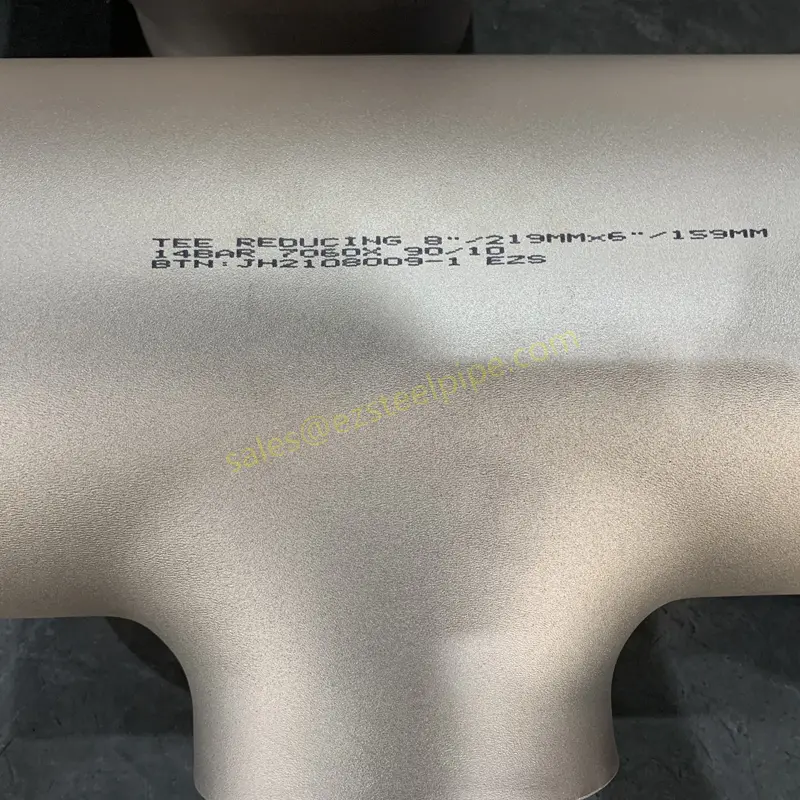 TEE REDUCING 8"/219MMx6"/159MM
14BAR 7060X 90/10
BTN:JH2108009-1 EZS
sales@ezsteelpipe.com